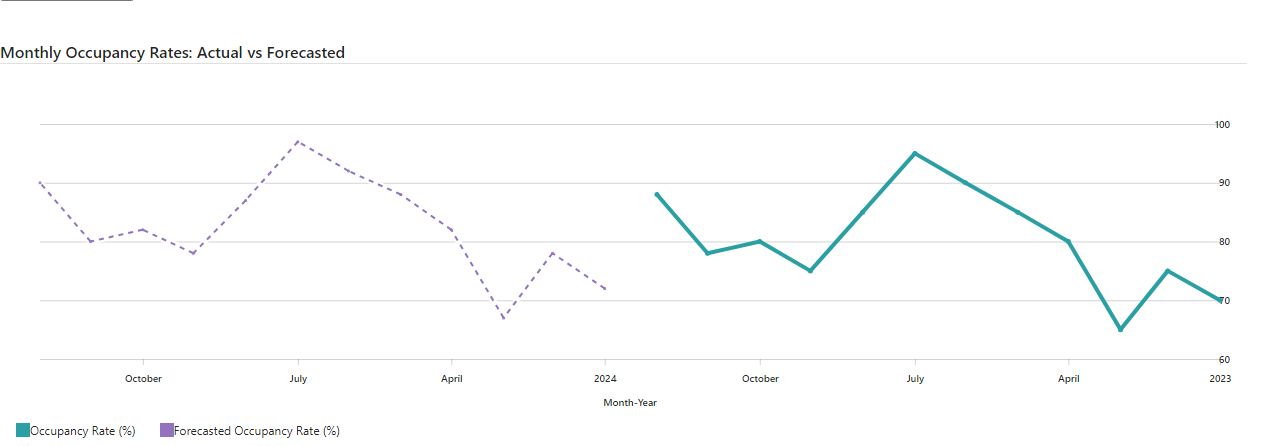 Monthly Occupancy Rates: Actual vs Forecasted
100
90
80
70
60
October July April 2024 October July April 2023
Month-Year
Occupancy Rate (%) Forecasted Occupancy Rate (%)